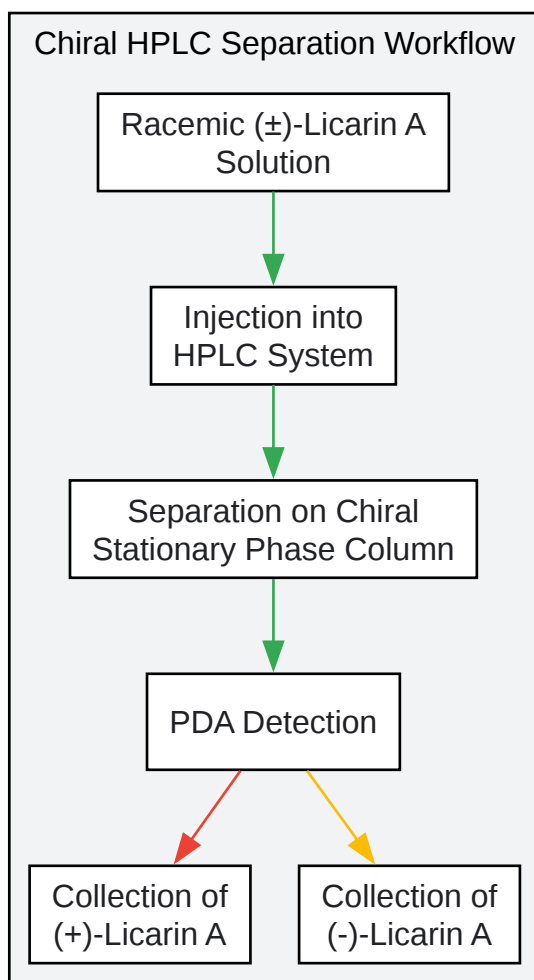 Chiral HPLC Separation Workflow
Racemic (±)-Licarin A
Solution
Injection into
HPLC System
Separation on Chiral
Stationary Phase Column
PDA Detection
Collection of
(+)-Licarin A
Collection of
(-)-Licarin A